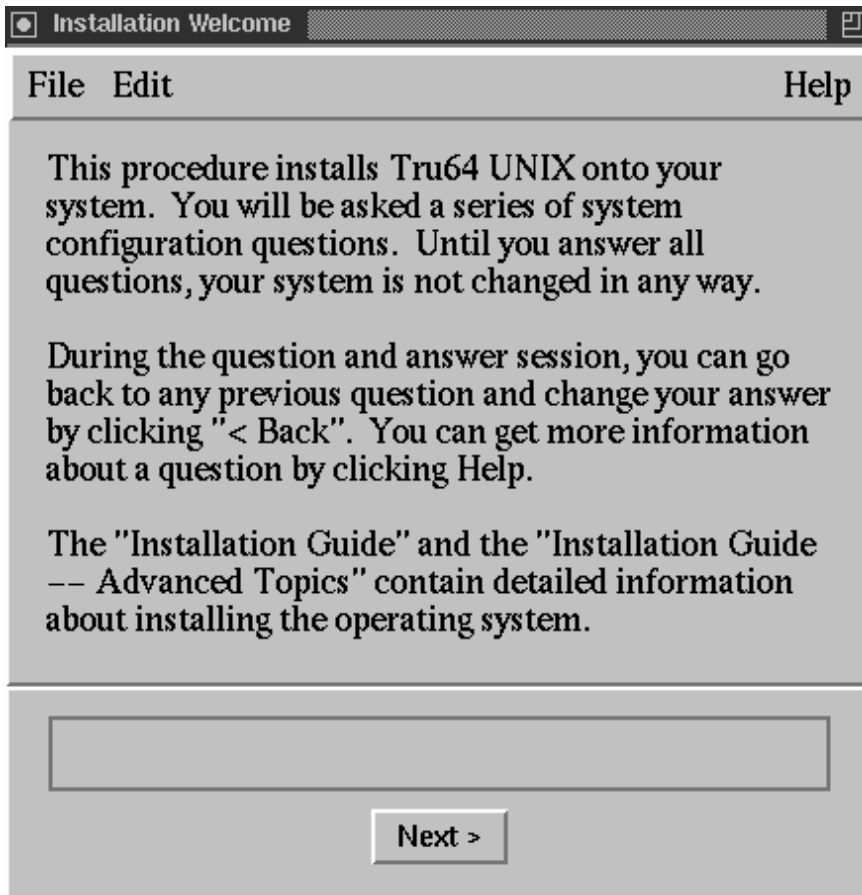 Installation Welcome
File Edit Help
This procedure installs Tru64 UNIX onto your
system. You will be asked a series of system
configuration questions. Until you answer all
questions, your system is not changed in any way.
During the question and answer session, you can go
back to any previous question and change your answer
by clicking "< Back". You can get more information
about a question by clicking Help.
The "Installation Guide" and the "Installation Guide
-- Advanced Topics" contain detailed information
about installing the operating system.
Next >